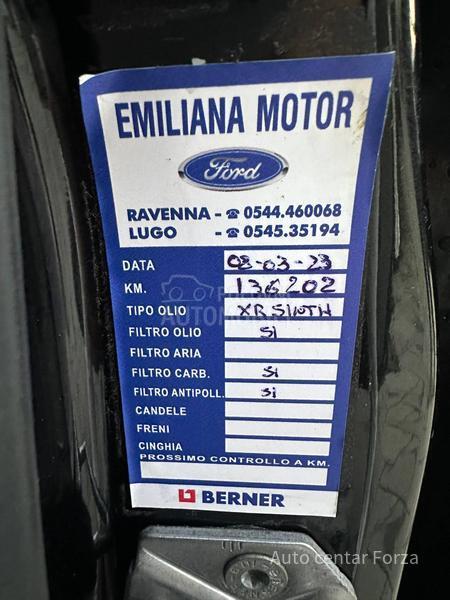 EMILIANA MOTOR
Ford
RAVENNA - ☎ 0544.460068
LUGO - ☎ 0545.35194
DATA 08-03-23
KM. 136202
TIPO OLIO XR SINTH
FILTRO OLIO Si
FILTRO ARIA
FILTRO CARB. Si
FILTRO ANTIPOLL. Si
CANDELE
FRENI
CINGHIA
PROSSIMO CONTROLLO A KM.
BERNER
Auto centar Forza